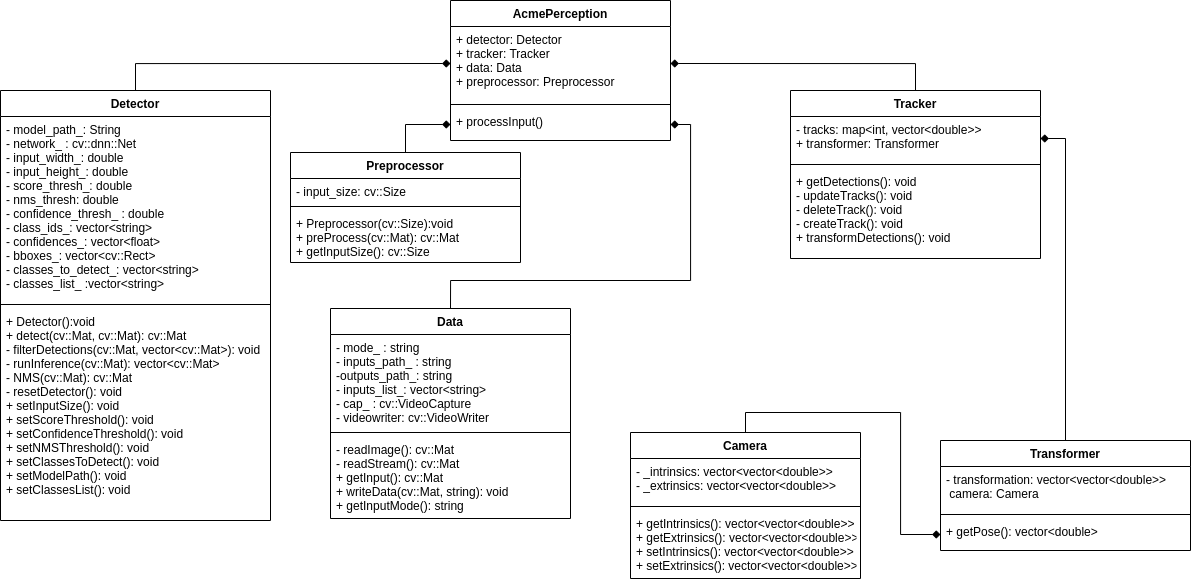 AcmePerception
+ detector: Detector
+ tracker: Tracker
+ data: Data
+ preprocessor: Preprocessor
+ processInput()
Detector
- model_path_: String
- network_ : cv::dnn::Net
- input_width_: double
- input_height_: double
- score_thresh_: double
- nms_thresh: double
- confidence_thresh_ : double
- class_ids_: vector<string>
- confidences_: vector<float>
- bboxes_: vector<cv::Rect>
- classes_to_detect_: vector<string>
- classes_list_ :vector<string>
+ Detector():void
+ detect(cv::Mat, cv::Mat): cv::Mat
- filterDetections(cv::Mat, vector<cv::Mat>): void
- runInference(cv::Mat): vector<cv::Mat>
- NMS(cv::Mat): cv::Mat
- resetDetector(): void
+ setInputSize(): void
+ setScoreThreshold(): void
+ setConfidenceThreshold(): void
+ setNMSThreshold(): void
+ setClassesToDetect(): void
+ setModelPath(): void
+ setClassesList(): void
Preprocessor
- input_size: cv::Size
+ Preprocessor(cv::Size):void
+ preProcess(cv::Mat): cv::Mat
+ getInputSize(): cv::Size
Tracker
- tracks: map<int, vector<double>>
+ transformer: Transformer
+ getDetections(): void
- updateTracks(): void
- deleteTrack(): void
- createTrack(): void
+ transformDetections(): void
Data
- mode_ : string
- inputs_path_ : string
-outputs_path_: string
- inputs_list_: vector<string>
- cap_ : cv::VideoCapture
- videowriter: cv::VideoWriter
- readImage(): cv::Mat
- readStream(): cv::Mat
+ getInput(): cv::Mat
+ writeData(cv::Mat, string): void
+ getInputMode(): string
Camera
- _intrinsics: vector<vector<double>>
- _extrinsics: vector<vector<double>>
+ getIntrinsics(): vector<vector<double>>
+ getExtrinsics(): vector<vector<double>>
+ setIntrinsics(): vector<vector<double>>
+ setExtrinsics(): vector<vector<double>>
Transformer
- transformation: vector<vector<double>>
camera: Camera
+ getPose(): vector<double>